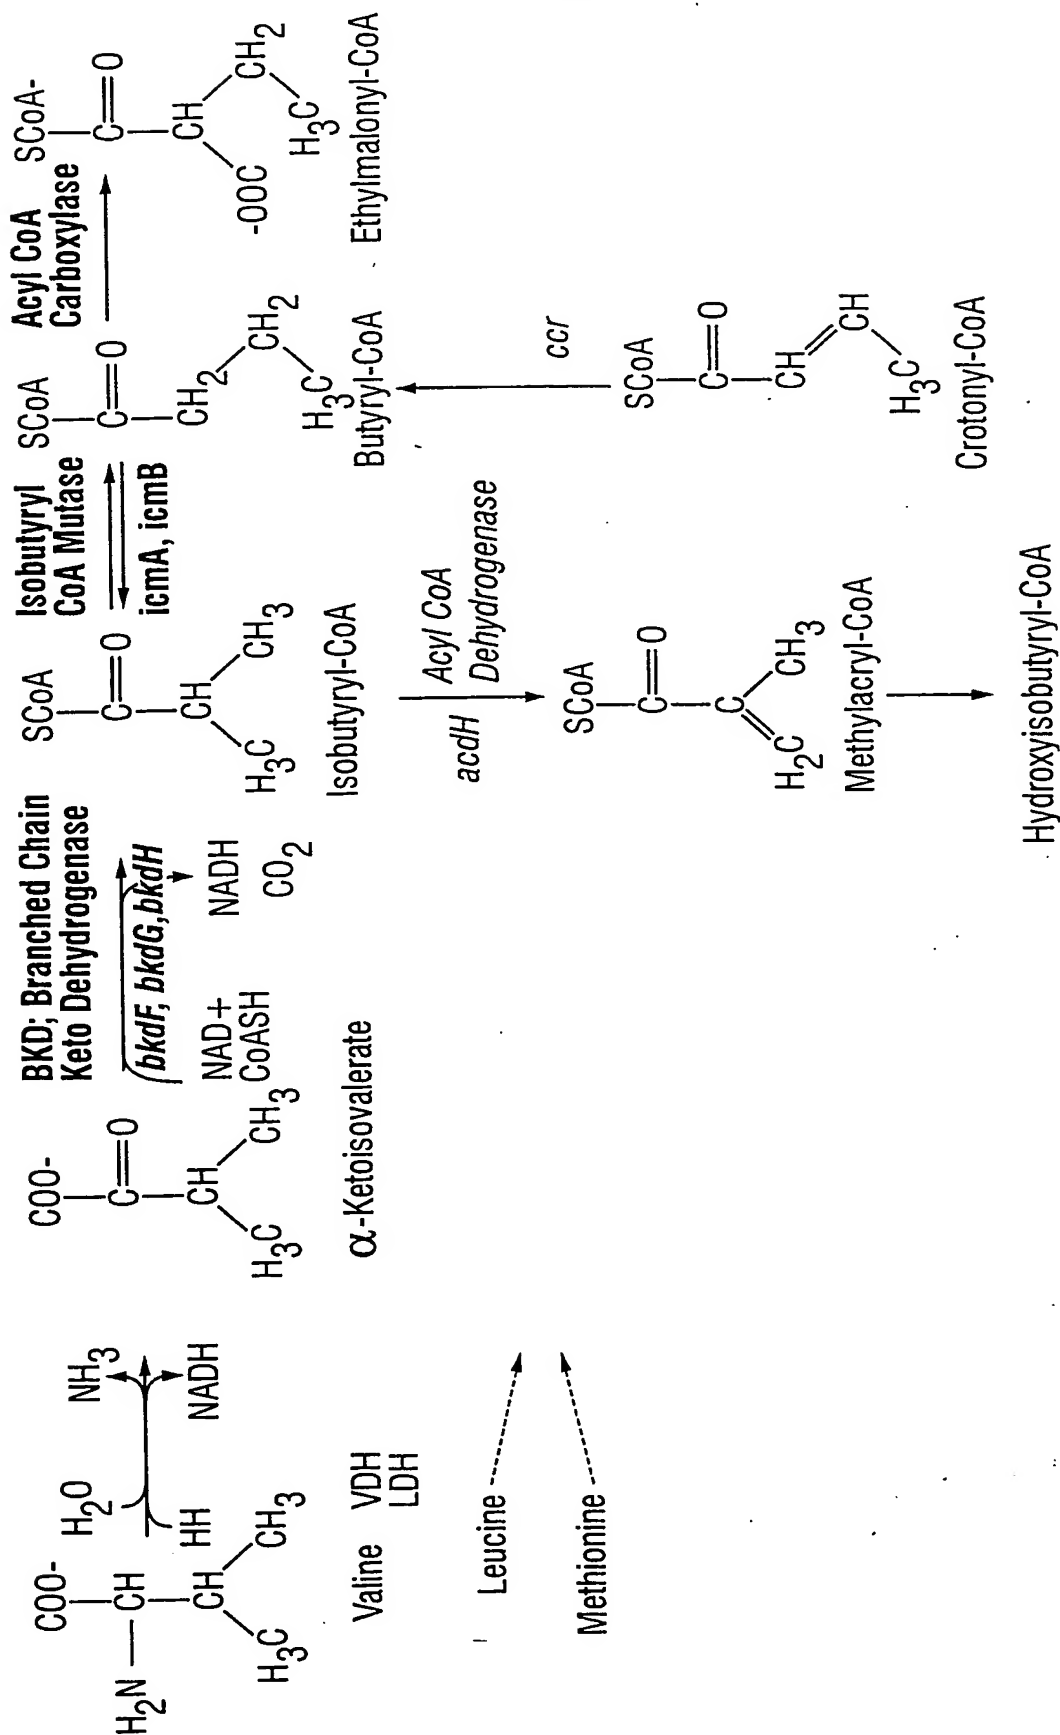 COO-
H2N
CH
CH
H3C
CH3
Valine
VDH
LDH
H2O
NH3
HH
NADH
Leucine
Methionine
COO-
C
O
CH
H3C
CH3
α-Ketoisovalerate
BKD; Branched Chain
Keto Dehydrogenase
bkdF, bkdG,bkdH
NAD+
CoASH
NADH
CO2
SCoA
C
O
CH
H3C
CH3
Isobutyryl-CoA
Isobutyryl
CoA Mutase
icmA, icmB
SCoA
C
O
CH2
CH2
H3C
Butyryl-CoA
Acyl CoA
Carboxylase
SCoA-
C
O
CH
-OOC
CH2
H3C
Ethylmalonyl-CoA
acdH
Acyl CoA
Dehydrogenase
SCoA
C
O
C
H2C
CH3
Methylacryl-CoA
Hydroxyisobutyryl-CoA
ccr
SCoA
C
O
CH
CH
H3C
Crotonyl-CoA